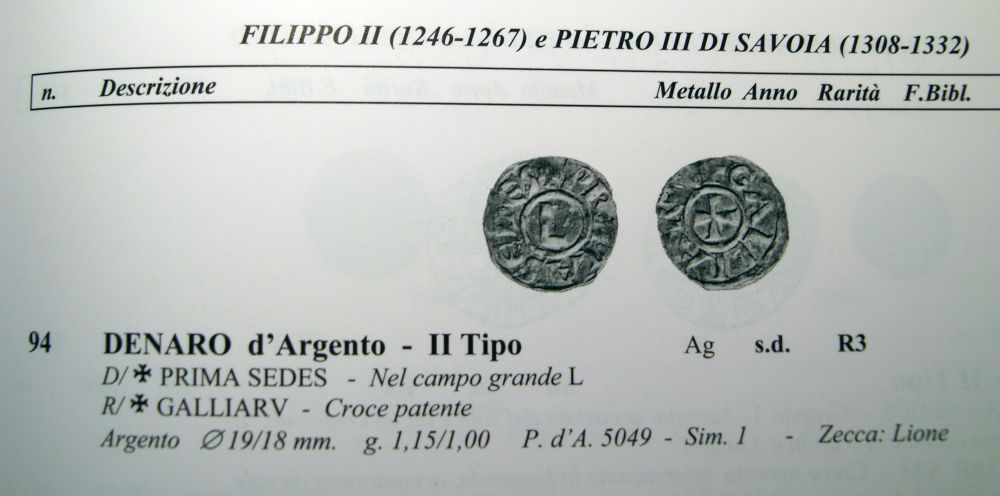 FILIPPO II (1246-1267) e PIETRO III DI SAVOIA (1308-1332)
n. Descrizione Metallo Anno Rarità F.Bibl.
94 DENARO d'Argento - II Tipo Ag s.d. R3
D/ ✠ PRIMA SEDES - Nel campo grande L
R/ ✠ GALLIARV - Croce patente
Argento Ø 19/18 mm. g. 1,15/1,00 P. d'A. 5049 - Sim. 1 - Zecca: Lione